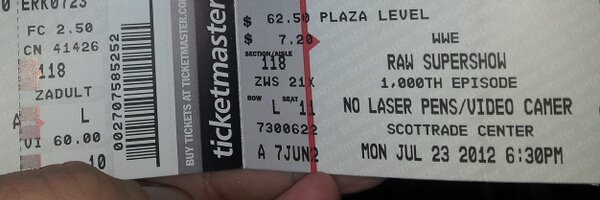 ERK0723
FC 2.50
CN 41426
118
ZADULT
A L
VI 60.00
10
002707585252
BUY TICKETS AT TICKETMASTER.COM
ticketmaster
$ 62.50
$ 7.20
SECTION/AISLE
118
ZWS 21X
ROW SEAT
L 11
7300622
A 7JUN2
PLAZA LEVEL
WWE
RAW SUPERSHOW
1,000TH EPISODE
NO LASER PENS/VIDEO CAMER
SCOTTRADE CENTER
MON JUL 23 2012 6:30PM